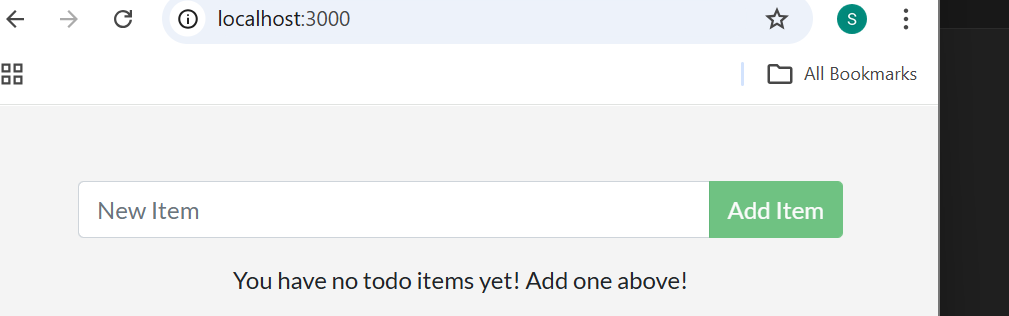 localhost:3000
S
All Bookmarks
New Item
Add Item
You have no todo items yet! Add one above!